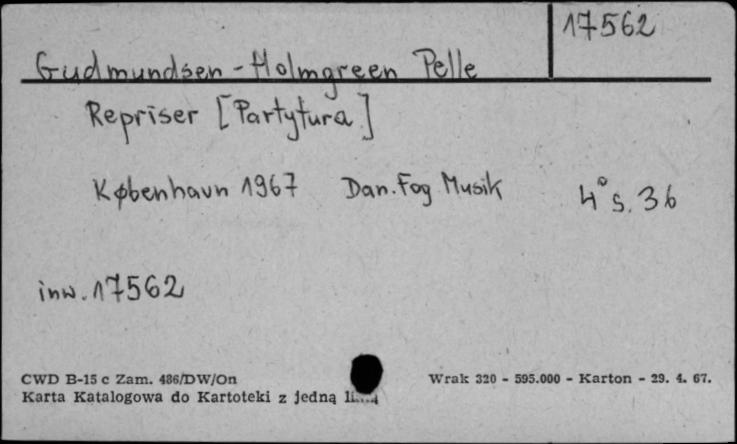 17562
Gudmundsen-Holmgreen Pelle
Repriser [Partytura]
København 1967 Dan. Fog Musik 4° s. 36
inw. 17562
CWD B-15 c Zam. 486/DW/On Wrak 320 - 595.000 - Karton - 29. 4. 67.
Karta Katalogowa do Kartoteki z jedną